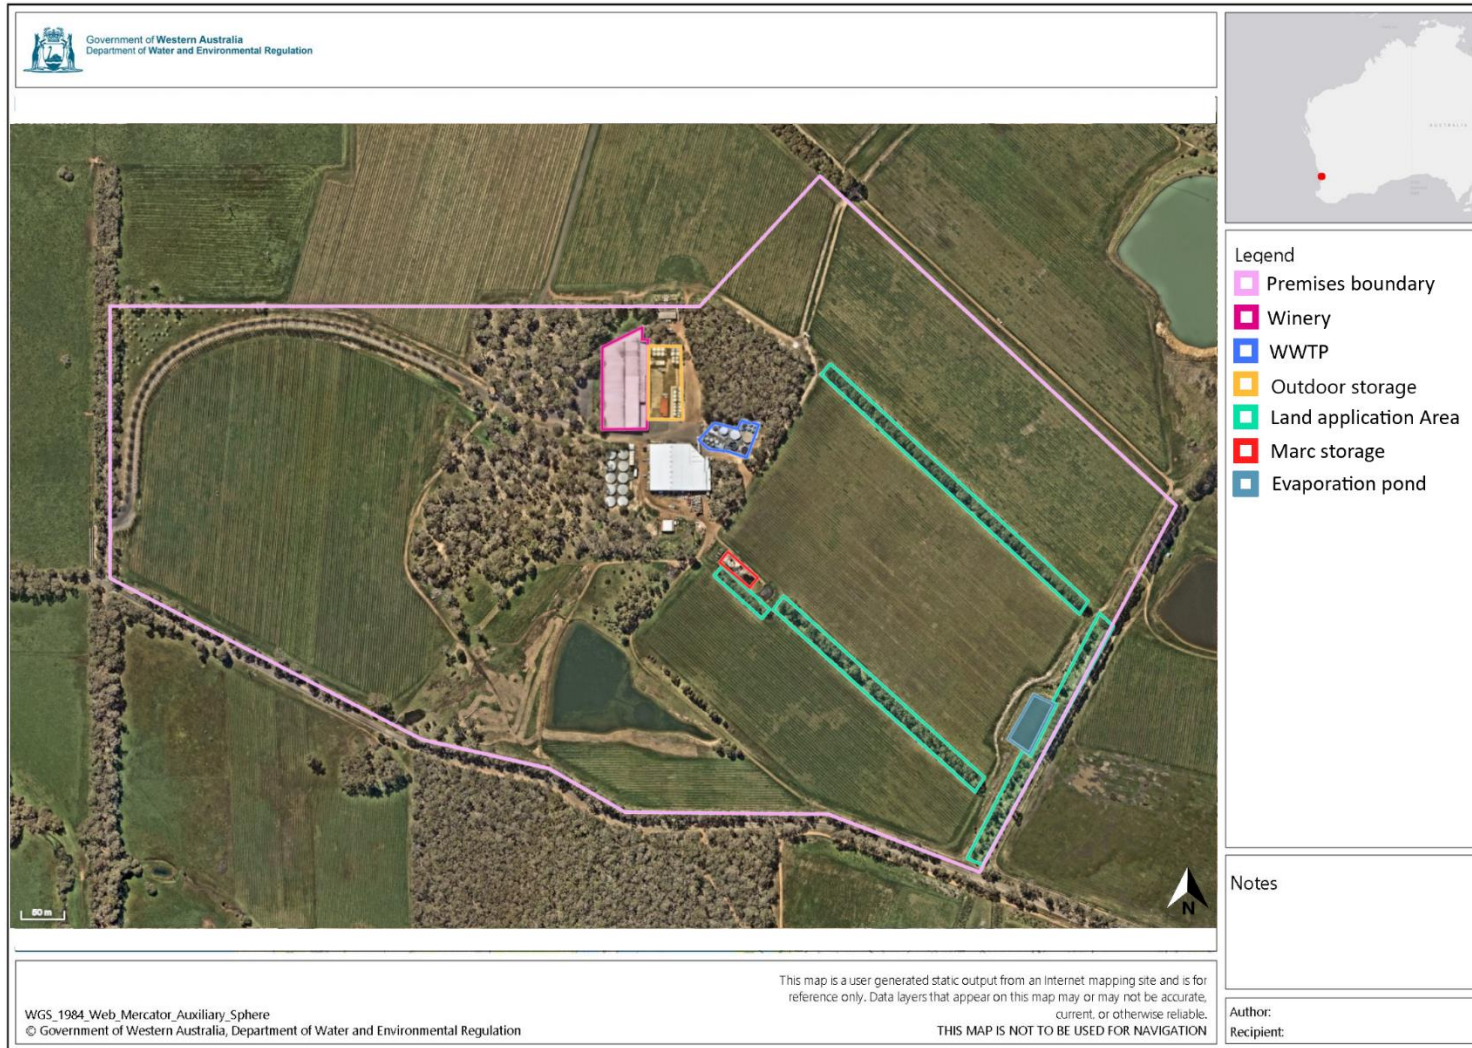 Government of Western Australia
Department of Water and Environmental Regulation
AUSTRALIA
Legend
Premises boundary
Winery
WWTP
Outdoor storage
Land application Area
Marc storage
Evaporation pond
80 m
N
Notes
This map is a user generated static output from an Internet mapping site and is for
reference only. Data layers that appear on this map may or may not be accurate,
current, or otherwise reliable.
THIS MAP IS NOT TO BE USED FOR NAVIGATION
WGS_1984_Web_Mercator_Auxiliary_Sphere
© Government of Western Australia, Department of Water and Environmental Regulation
Author:
Recipient: